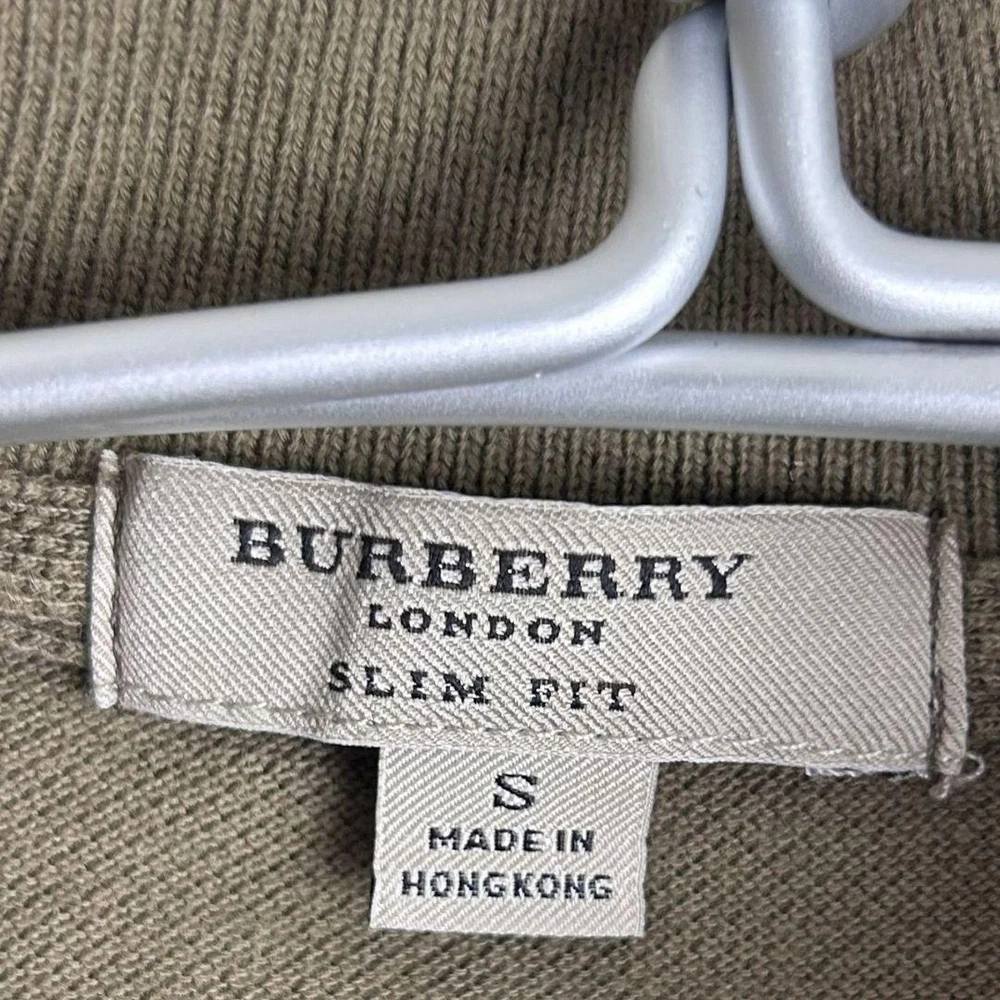 BURBERRY
LONDON
SLIM FIT
S
MADE IN
HONGKONG